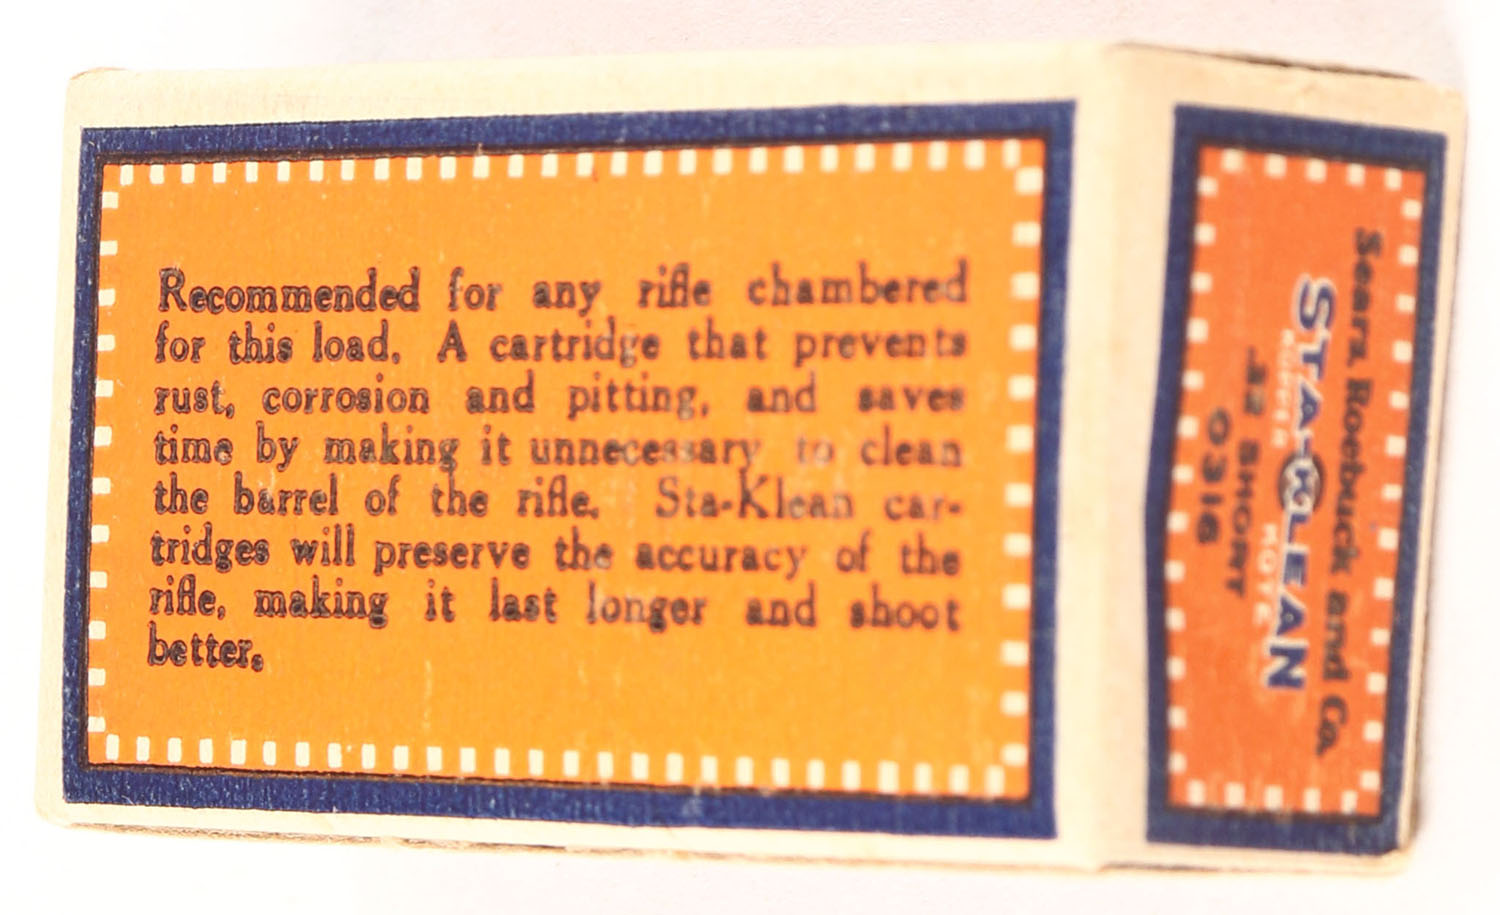 Recommended for any rifle chambered
for this load. A cartridge that prevents
rust, corrosion and pitting, and saves
time by making it unnecessary to clean
the barrel of the rifle. Sta-Klean car-
tridges will preserve the accuracy of the
rifle, making it last longer and shoot
better.
Sears, Roebuck and Co.
STA-KLEAN
.22 SHORT
0316